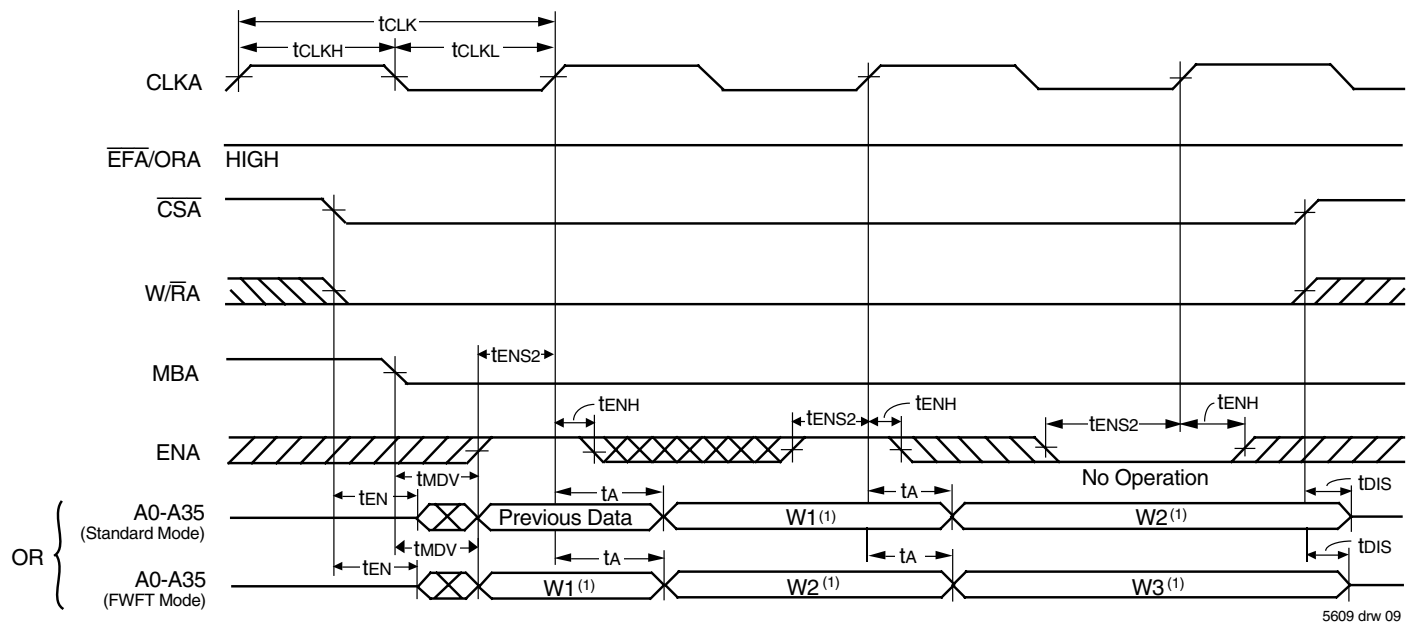 tCLK
tCLKH
tCLKL
CLKA
EFA/ORA HIGH
CSA
W/RA
MBA
tENS2
tENH
tENS2
tENH
tENS2
tENH
ENA
No Operation
tMDV
tEN
tA
tA
tDIS
A0-A35
(Standard Mode)
Previous Data
W1(1)
W2(1)
OR
tMDV
tEN
tA
tA
tDIS
A0-A35
(FWFT Mode)
W1(1)
W2(1)
W3(1)
5609 drw 09